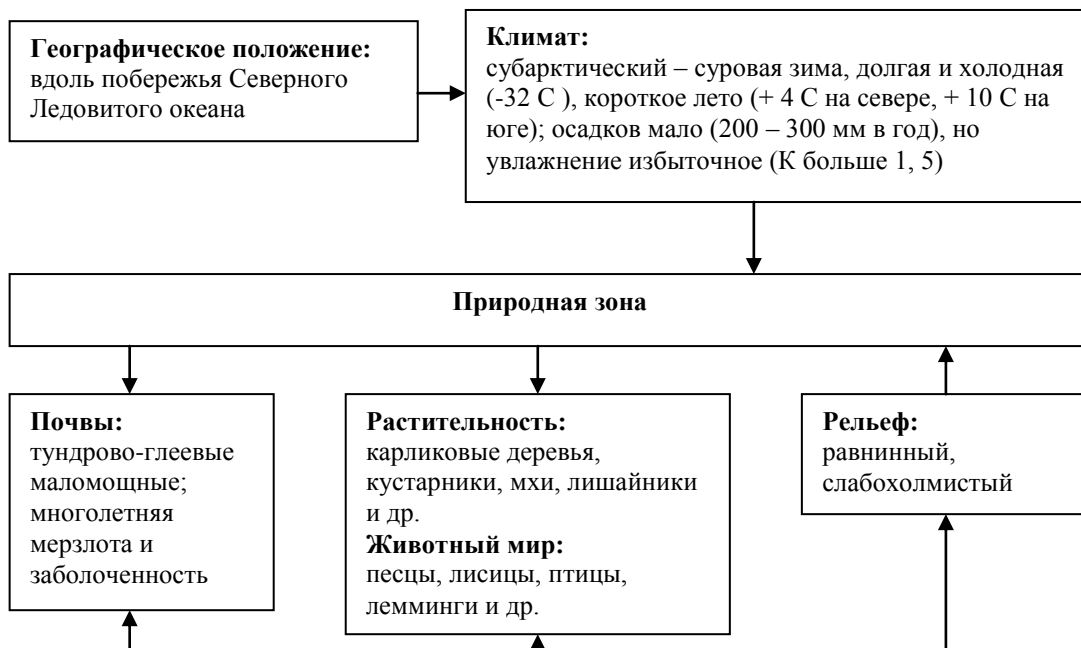 Географическое положение:
вдоль побережья Северного
Ледовитого океана
Климат:
субарктический – суровая зима, долгая и холодная
(-32 С ), короткое лето (+ 4 С на севере, + 10 С на
юге); осадков мало (200 – 300 мм в год), но
увлажнение избыточное (К больше 1, 5)
Природная зона
Почвы:
тундрово-глеевые
маломощные;
многолетняя
мерзлота и
заболоченность
Растительность:
карликовые деревья,
кустарники, мхи, лишайники
и др.
Животный мир:
песцы, лисицы, птицы,
лемминги и др.
Рельеф:
равнинный,
слабохолмистый